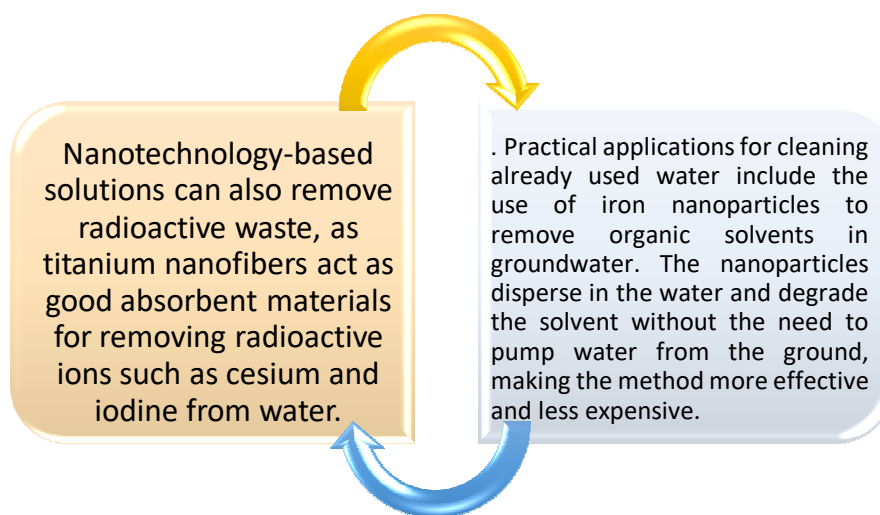 Nanotechnology-based
solutions can also remove
radioactive waste, as
titanium nanofibers act as
good absorbent materials
for removing radioactive
ions such as cesium and
iodine from water.
. Practical applications for cleaning
already used water include the
use of iron nanoparticles to
remove organic solvents in
groundwater. The nanoparticles
disperse in the water and degrade
the solvent without the need to
pump water from the ground,
making the method more effective
and less expensive.